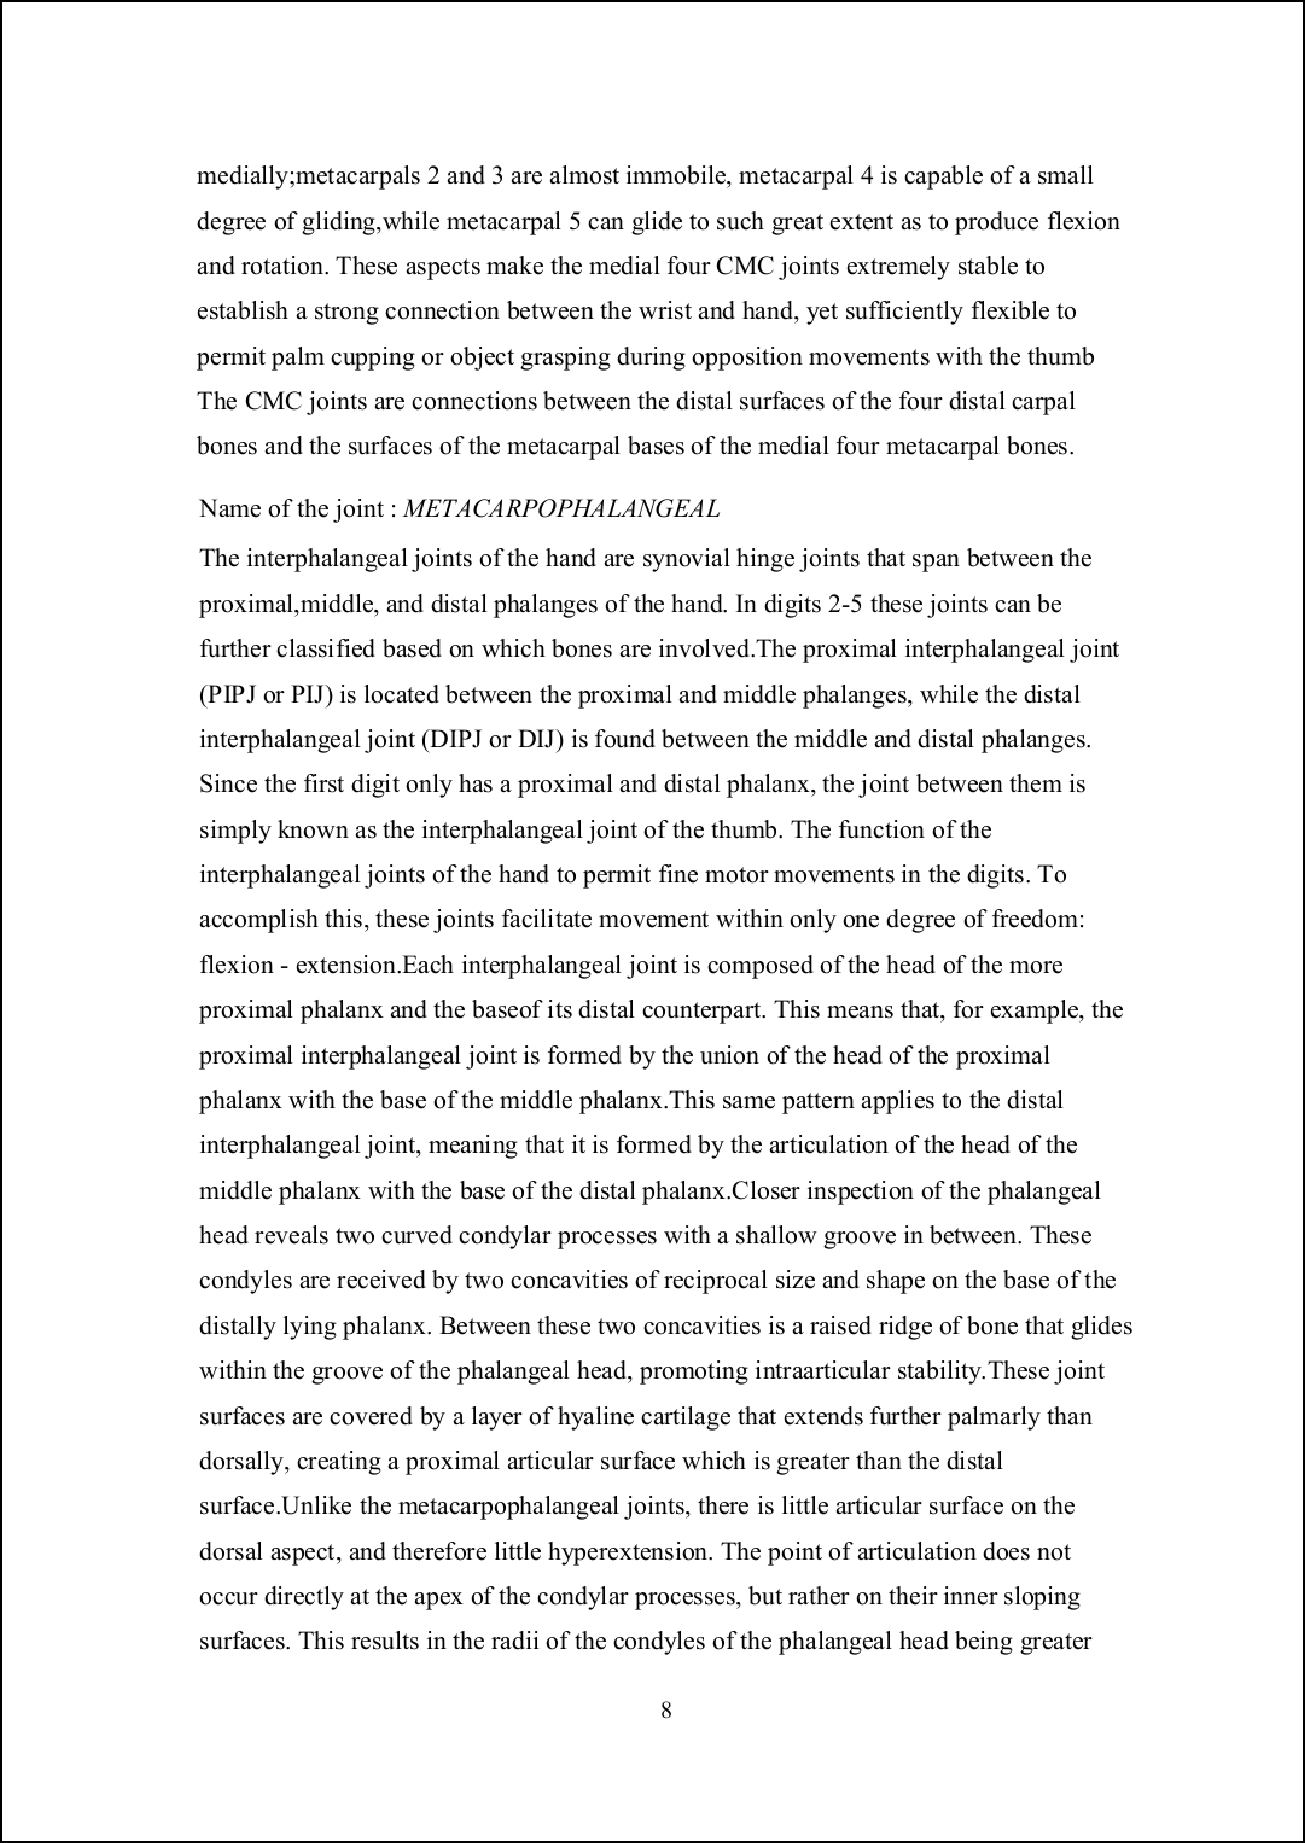 medially;metacarpals 2 and 3 are almost immobile, metacarpal 4 is capable of a small
degree of gliding,while metacarpal 5 can glide to such great extent as to produce flexion
and rotation. These aspects make the medial four CMC joints extremely stable to
establish a strong connection between the wrist and hand, yet sufficiently flexible to
permit palm cupping or object grasping during opposition movements with the thumb
The CMC joints are connections between the distal surfaces of the four distal carpal
bones and the surfaces of the metacarpal bases of the medial four metacarpal bones.
Name of the joint : METACARPOPHALANGEAL
The interphalangeal joints of the hand are synovial hinge joints that span between the
proximal,middle, and distal phalanges of the hand. In digits 2-5 these joints can be
further classified based on which bones are involved.The proximal interphalangeal joint
(PIPJ or PIJ) is located between the proximal and middle phalanges, while the distal
interphalangeal joint (DIPJ or DIJ) is found between the middle and distal phalanges.
Since the first digit only has a proximal and distal phalanx, the joint between them is
simply known as the interphalangeal joint of the thumb. The function of the
interphalangeal joints of the hand to permit fine motor movements in the digits. To
accomplish this, these joints facilitate movement within only one degree of freedom:
flexion - extension.Each interphalangeal joint is composed of the head of the more
proximal phalanx and the baseof its distal counterpart. This means that, for example, the
proximal interphalangeal joint is formed by the union of the head of the proximal
phalanx with the base of the middle phalanx.This same pattern applies to the distal
interphalangeal joint, meaning that it is formed by the articulation of the head of the
middle phalanx with the base of the distal phalanx.Closer inspection of the phalangeal
head reveals two curved condylar processes with a shallow groove in between. These
condyles are received by two concavities of reciprocal size and shape on the base of the
distally lying phalanx. Between these two concavities is a raised ridge of bone that glides
within the groove of the phalangeal head, promoting intraarticular stability.These joint
surfaces are covered by a layer of hyaline cartilage that extends further palmarly than
dorsally, creating a proximal articular surface which is greater than the distal
surface.Unlike the metacarpophalangeal joints, there is little articular surface on the
dorsal aspect, and therefore little hyperextension. The point of articulation does not
occur directly at the apex of the condylar processes, but rather on their inner sloping
surfaces. This results in the radii of the condyles of the phalangeal head being greater
8